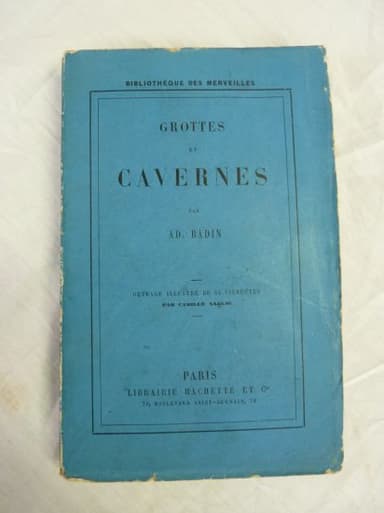 BIBLIOTHÈQUE DES MERVEILLES
GROTTES
ET
CAVERNES
PAR
AD. BADIN
OUVRAGE ILLUSTRÉ DE VIGNETTES
PAR CAMILLE
PARIS
LIBRAIRIE HACHETTE ET Cie
79, BOULEVARD SAINT-GERMAIN, 79